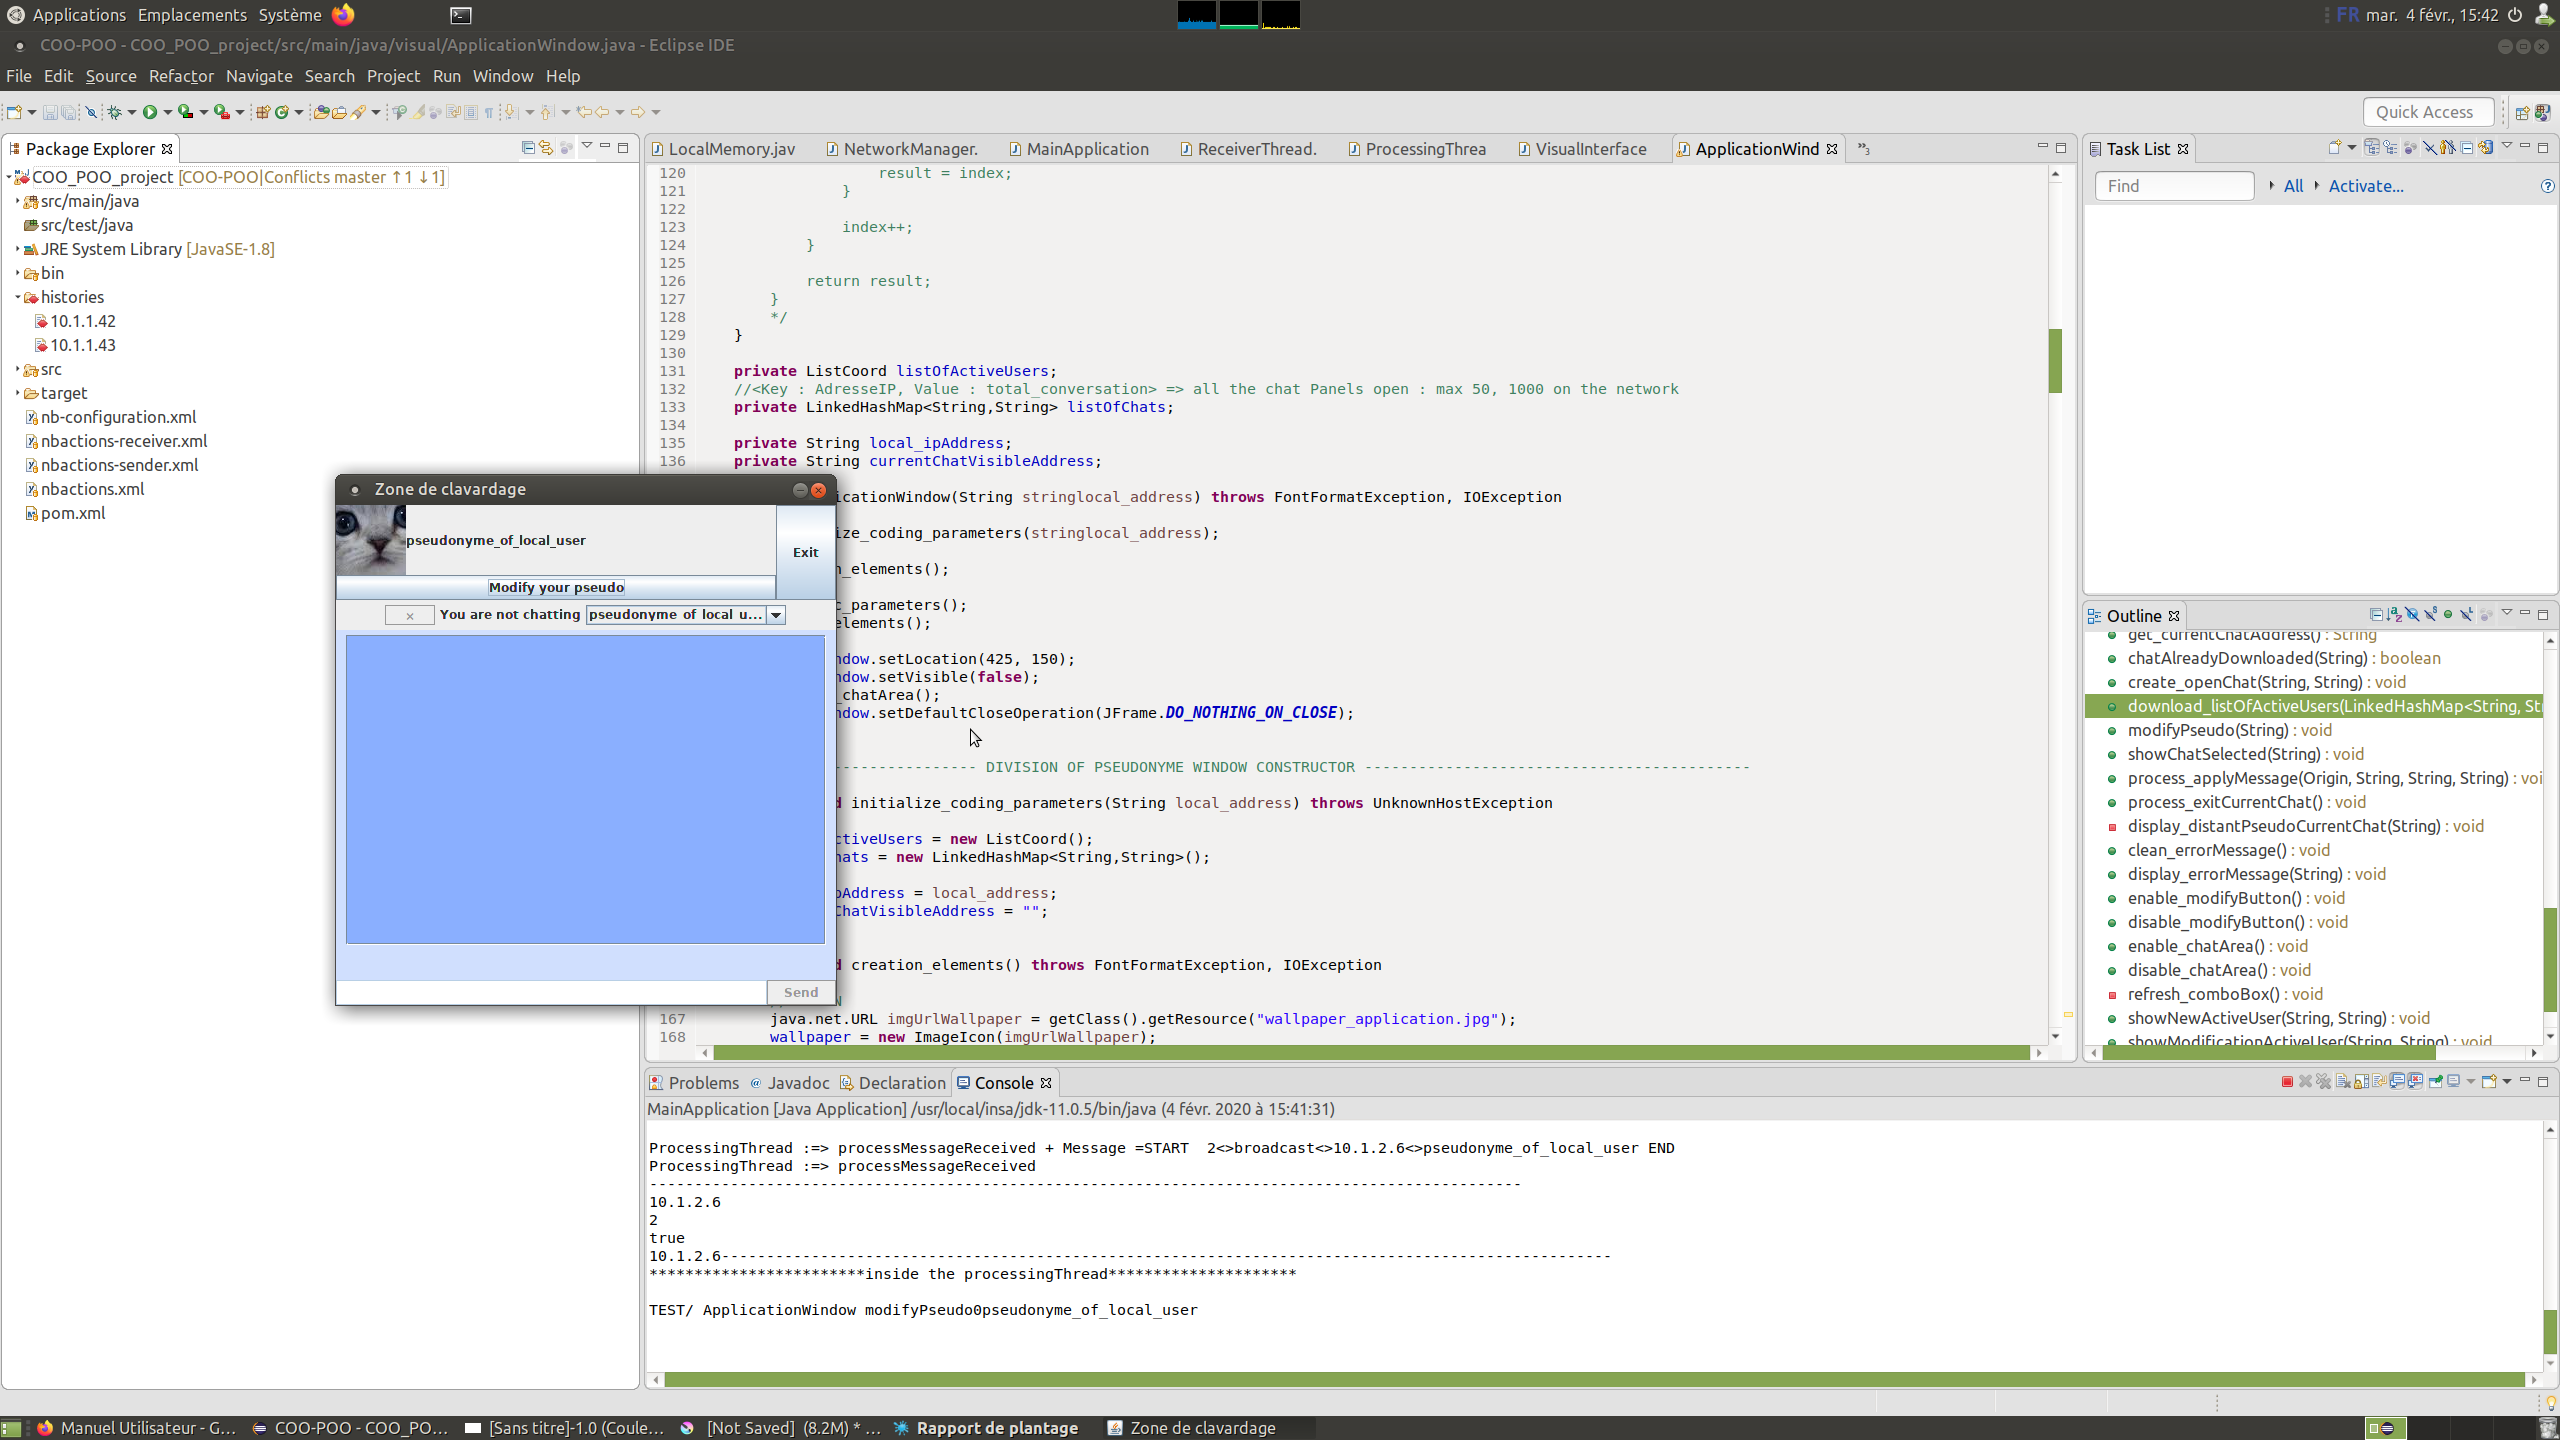 Applications Emplacements Système
FR mar. 4 févr., 15:42
COO-POO - COO_POO_project/src/main/java/visual/ApplicationWindow.java - Eclipse IDE
File Edit Source Refactor Navigate Search Project Run Window Help
Quick Access
Package Explorer
COO_POO_project [COO-POO|Conflicts master ↑1 ↓1]
src/main/java
src/test/java
JRE System Library [JavaSE-1.8]
bin
histories
10.1.1.42
10.1.1.43
src
target
nb-configuration.xml
nbactions-receiver.xml
nbactions-sender.xml
nbactions.xml
pom.xml
Zone de clavardage
pseudonyme_of_local_user
Exit
Modify your pseudo
× You are not chatting pseudonyme_of_local_u...
Send
LocalMemory.jav NetworkManager. MainApplication ReceiverThread. ProcessingThrea VisualInterface ApplicationWind »3
120 result = index;
121 }
122
123 index++;
124 }
125
126 return result;
127 }
128 */
129 }
130
131 private ListCoord listOfActiveUsers;
132 //<Key : AdresseIP, Value : total_conversation> => all the chat Panels open : max 50, 1000 on the network
133 private LinkedHashMap<String,String> listOfChats;
134
135 private String local_ipAddress;
136 private String currentChatVisibleAddress;
icationWindow(String stringlocal_address) throws FontFormatException, IOException
ize_coding_parameters(stringlocal_address);
n_elements();
c_parameters();
elements();
ndow.setLocation(425, 150);
ndow.setVisible(false);
_chatArea();
ndow.setDefaultCloseOperation(JFrame.DO_NOTHING_ON_CLOSE);
---------------- DIVISION OF PSEUDONYME WINDOW CONSTRUCTOR -------------------------------------------
d initialize_coding_parameters(String local_address) throws UnknownHostException
ctiveUsers = new ListCoord();
hats = new LinkedHashMap<String,String>();
pAddress = local_address;
ChatVisibleAddress = "";
d creation_elements() throws FontFormatException, IOException
N
167 java.net.URL imgUrlWallpaper = getClass().getResource("wallpaper_application.jpg");
168 wallpaper = new ImageIcon(imgUrlWallpaper);
Task List
Find All Activate...
Outline
get_currentChatAddress() : String
chatAlreadyDownloaded(String) : boolean
create_openChat(String, String) : void
download_listOfActiveUsers(LinkedHashMap<String, St
modifyPseudo(String) : void
showChatSelected(String) : void
process_applyMessage(Origin, String, String, String) : voi
process_exitCurrentChat() : void
display_distantPseudoCurrentChat(String) : void
clean_errorMessage() : void
display_errorMessage(String) : void
enable_modifyButton() : void
disable_modifyButton() : void
enable_chatArea() : void
disable_chatArea() : void
refresh_comboBox() : void
showNewActiveUser(String, String) : void
showModificationActiveUser(String, String) : void
Problems Javadoc Declaration Console
MainApplication [Java Application] /usr/local/insa/jdk-11.0.5/bin/java (4 févr. 2020 à 15:41:31)
ProcessingThread :=> processMessageReceived + Message =START  2<>broadcast<>10.1.2.6<>pseudonyme_of_local_user END
ProcessingThread :=> processMessageReceived
-------------------------------------------------------------------------------------------------
10.1.2.6
2
true
10.1.2.6---------------------------------------------------------------------------------------------------
************************inside the processingThread*********************
TEST/ ApplicationWindow modifyPseudo0pseudonyme_of_local_user
Manuel Utilisateur - G... COO-POO - COO_PO... [Sans titre]-1.0 (Coule... [Not Saved] (8.2M) * ... Rapport de plantage Zone de clavardage